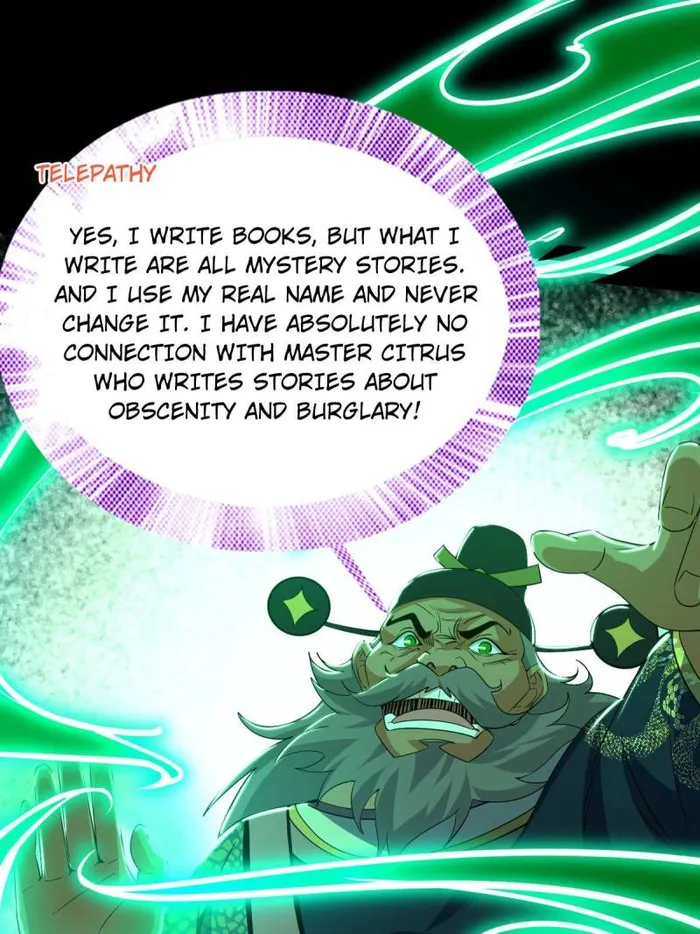 TELEPATHY
YES, I WRITE BOOKS, BUT WHAT I
WRITE ARE ALL MYSTERY STORIES.
AND I USE MY REAL NAME AND NEVER
CHANGE IT. I HAVE ABSOLUTELY NO
CONNECTION WITH MASTER CITRUS
WHO WRITES STORIES ABOUT
OBSCENITY AND BURGLARY!